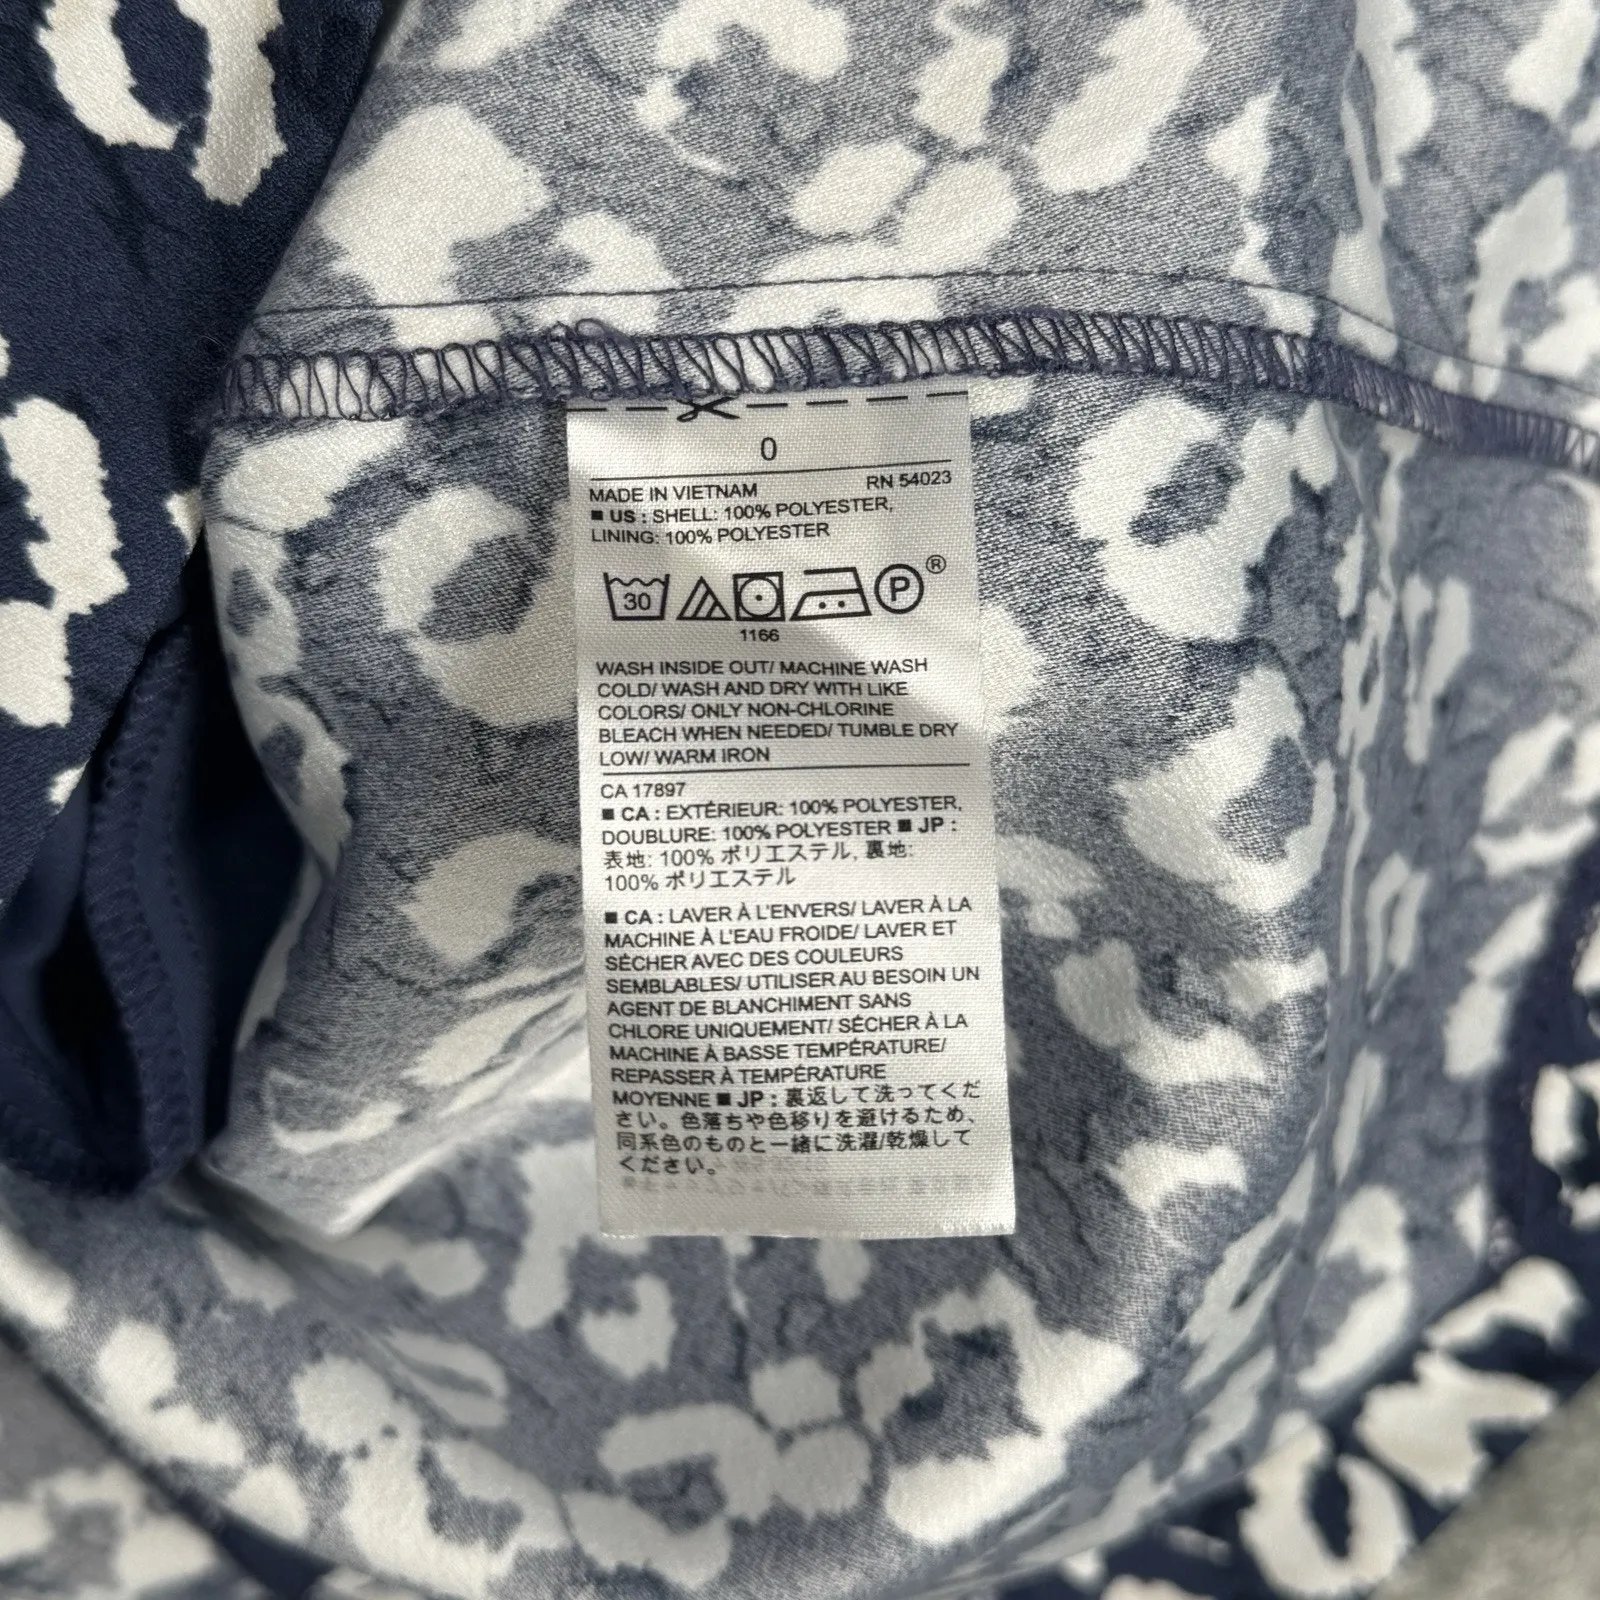 0
MADE IN VIETNAM RN 54023
■ US : SHELL: 100% POLYESTER,
LINING: 100% POLYESTER
30 P ®
1166
WASH INSIDE OUT/ MACHINE WASH
COLD/ WASH AND DRY WITH LIKE
COLORS/ ONLY NON-CHLORINE
BLEACH WHEN NEEDED/ TUMBLE DRY
LOW/ WARM IRON
CA 17897
■ CA : EXTÉRIEUR: 100% POLYESTER,
DOUBLURE: 100% POLYESTER ■ JP :
表地: 100% ポリエステル, 裏地:
100% ポリエステル
■ CA : LAVER À L'ENVERS/ LAVER À LA
MACHINE À L'EAU FROIDE/ LAVER ET
SÉCHER AVEC DES COULEURS
SEMBLABLES/ UTILISER AU BESOIN UN
AGENT DE BLANCHIMENT SANS
CHLORE UNIQUEMENT/ SÉCHER À LA
MACHINE À BASSE TEMPÉRATURE/
REPASSER À TEMPÉRATURE
MOYENNE ■ JP : 裏返して洗ってくだ
さい。色落ちや色移りを避けるため、
同系色のものと一緒に洗濯/乾燥して
ください。